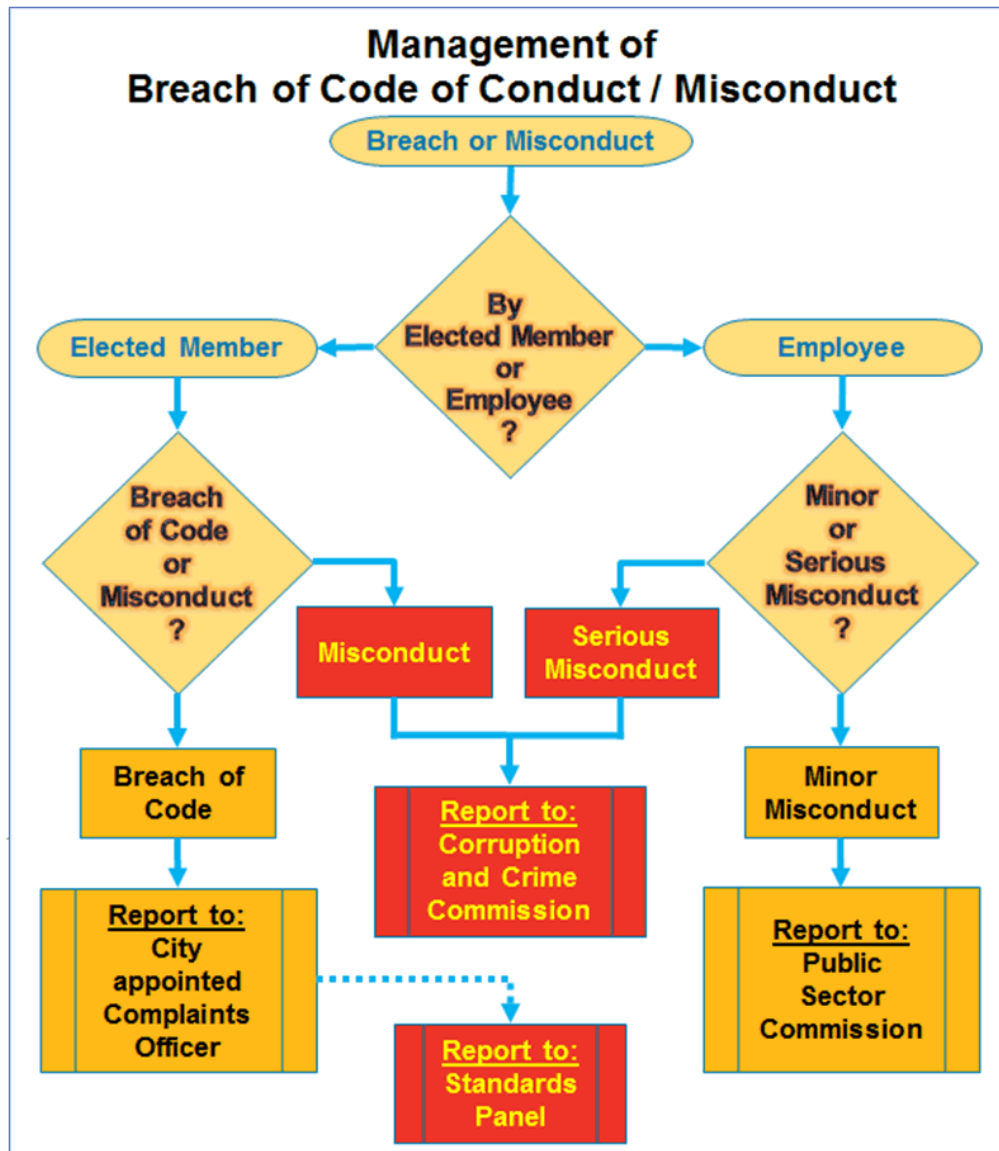 Management of
Breach of Code of Conduct / Misconduct
Breach or Misconduct
By
Elected Member
or
Employee
?
Elected Member
Employee
Breach
of Code
or
Misconduct
?
Minor
or
Serious
Misconduct
?
Misconduct
Serious
Misconduct
Breach of
Code
Minor
Misconduct
Report to:
Corruption
and Crime
Commission
Report to:
City
appointed
Complaints
Officer
Report to:
Public
Sector
Commission
Report to:
Standards
Panel